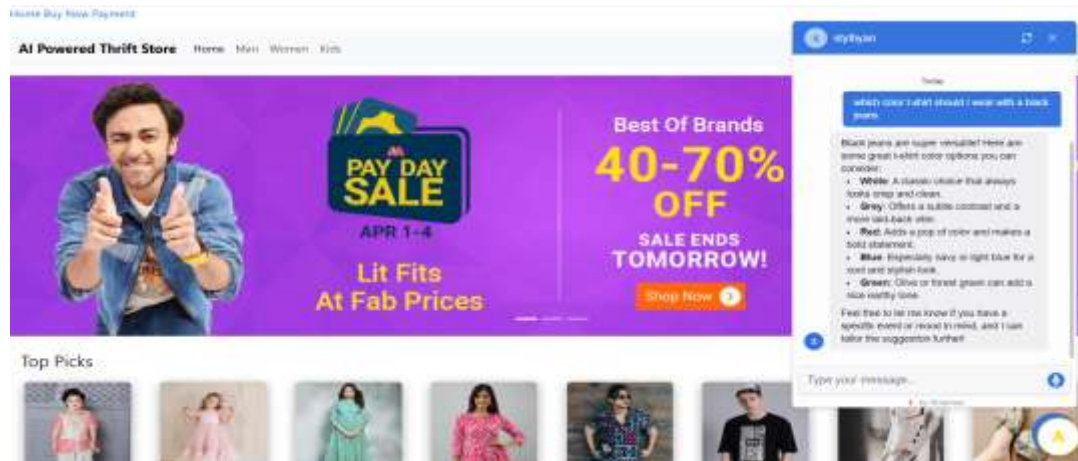 Home Buy Now Payment
AI Powered Thrift Store Home Men Women Kids
PAY DAY
SALE
APR 1-4
Lit Fits
At Fab Prices
Best Of Brands
40-70%
OFF
SALE ENDS
TOMORROW!
Shop Now
Top Picks
Today
which color t-shirt should i wear with a black
jeans
Black jeans are super versatile! Here are
some great t-shirt color options you can
consider:
• White: A classic choice that always
looks crisp and clean.
• Grey: Offers a subtle contrast and a
more laid-back vibe.
• Red: Adds a pop of color and makes a
bold statement.
• Blue: Especially navy or light blue for a
cool and stylish look.
• Green: Olive or forest green can add a
nice earthy tone.
Feel free to let me know if you have a
specific event or mood in mind, and I can
tailor the suggestion further!
Type your message...
A